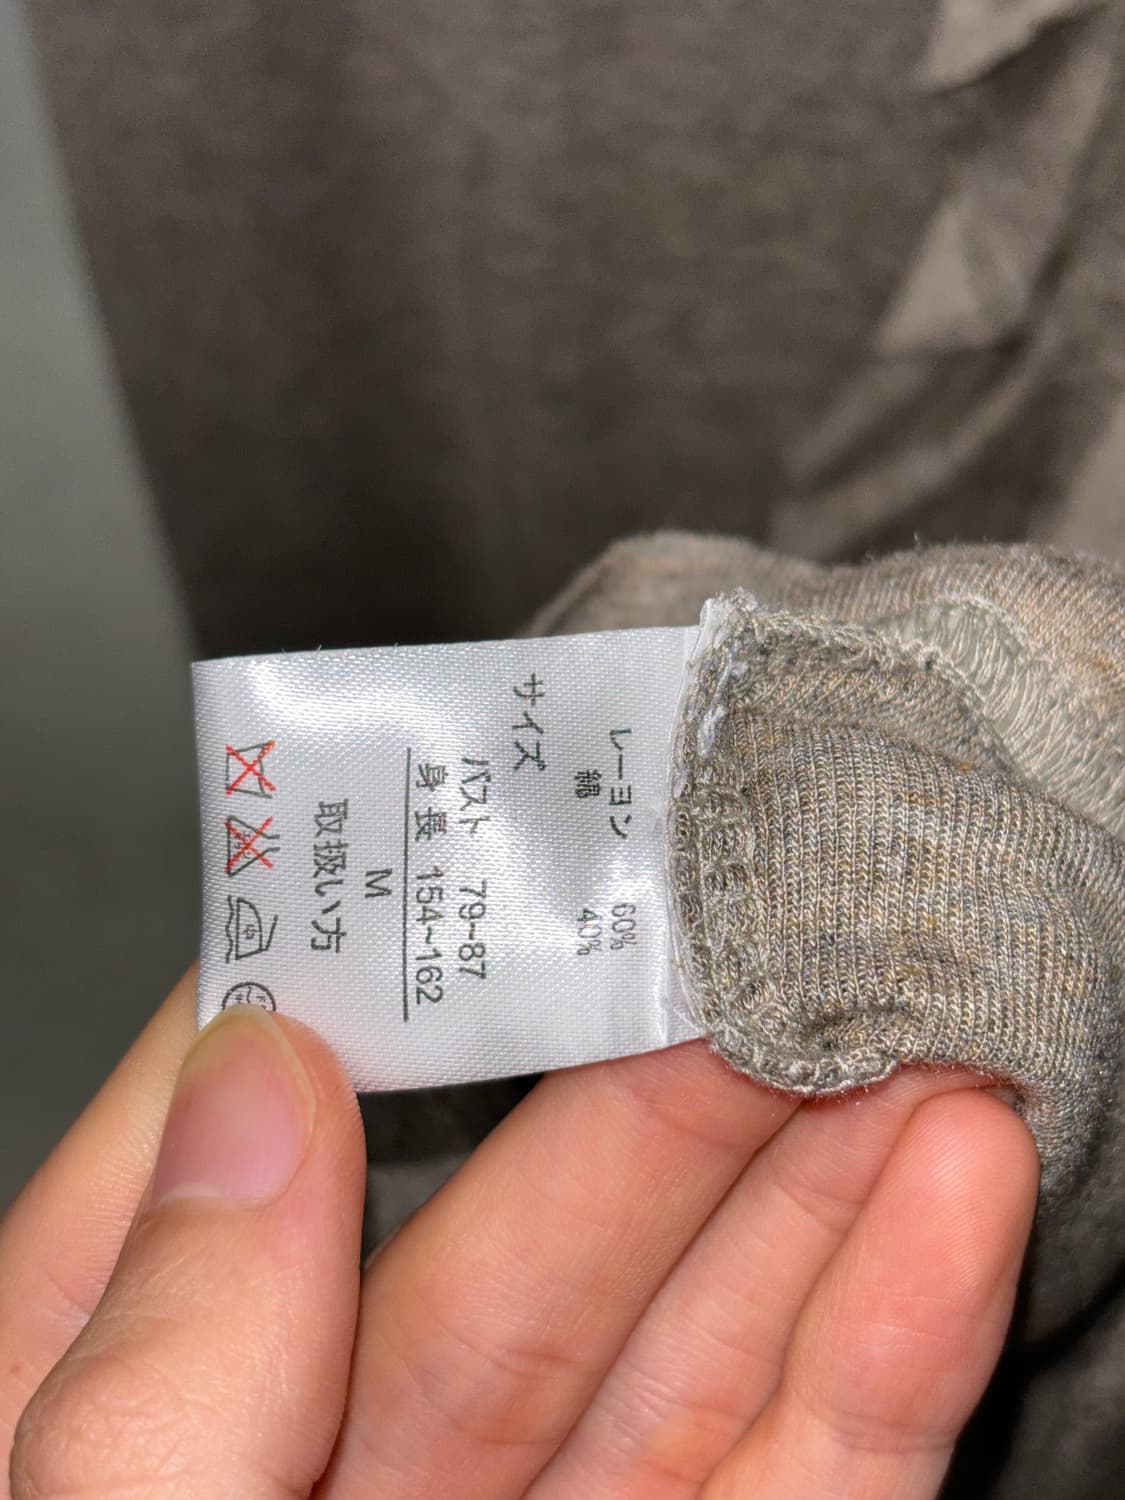 レーヨン 60%
綿 40%
サイズ
バスト 79~87
身長 154~162
M
取扱い方